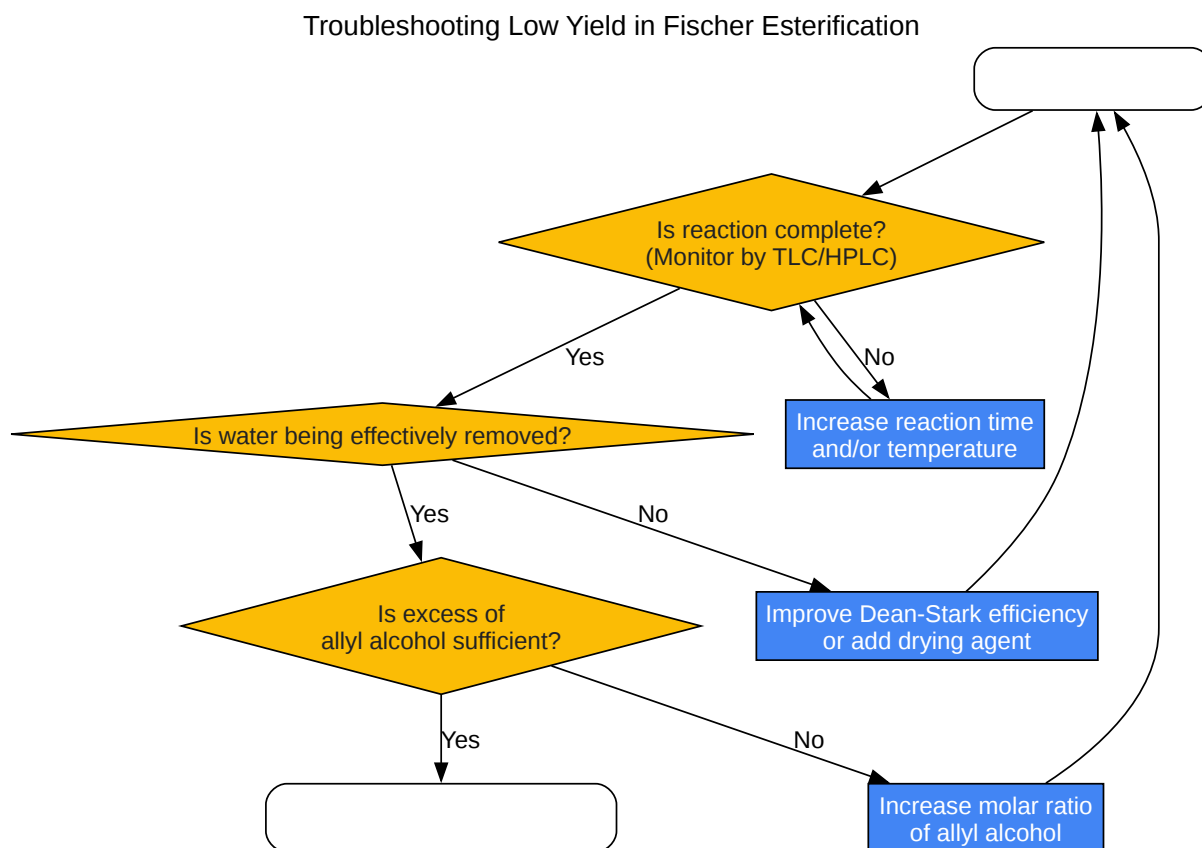 Troubleshooting Low Yield in Fischer Esterification
Is reaction complete?
(Monitor by TLC/HPLC)
Yes
No
Increase reaction time
and/or temperature
Is water being effectively removed?
Yes
No
Improve Dean-Stark efficiency
or add drying agent
Is excess of
allyl alcohol sufficient?
Yes
No
Increase molar ratio
of allyl alcohol